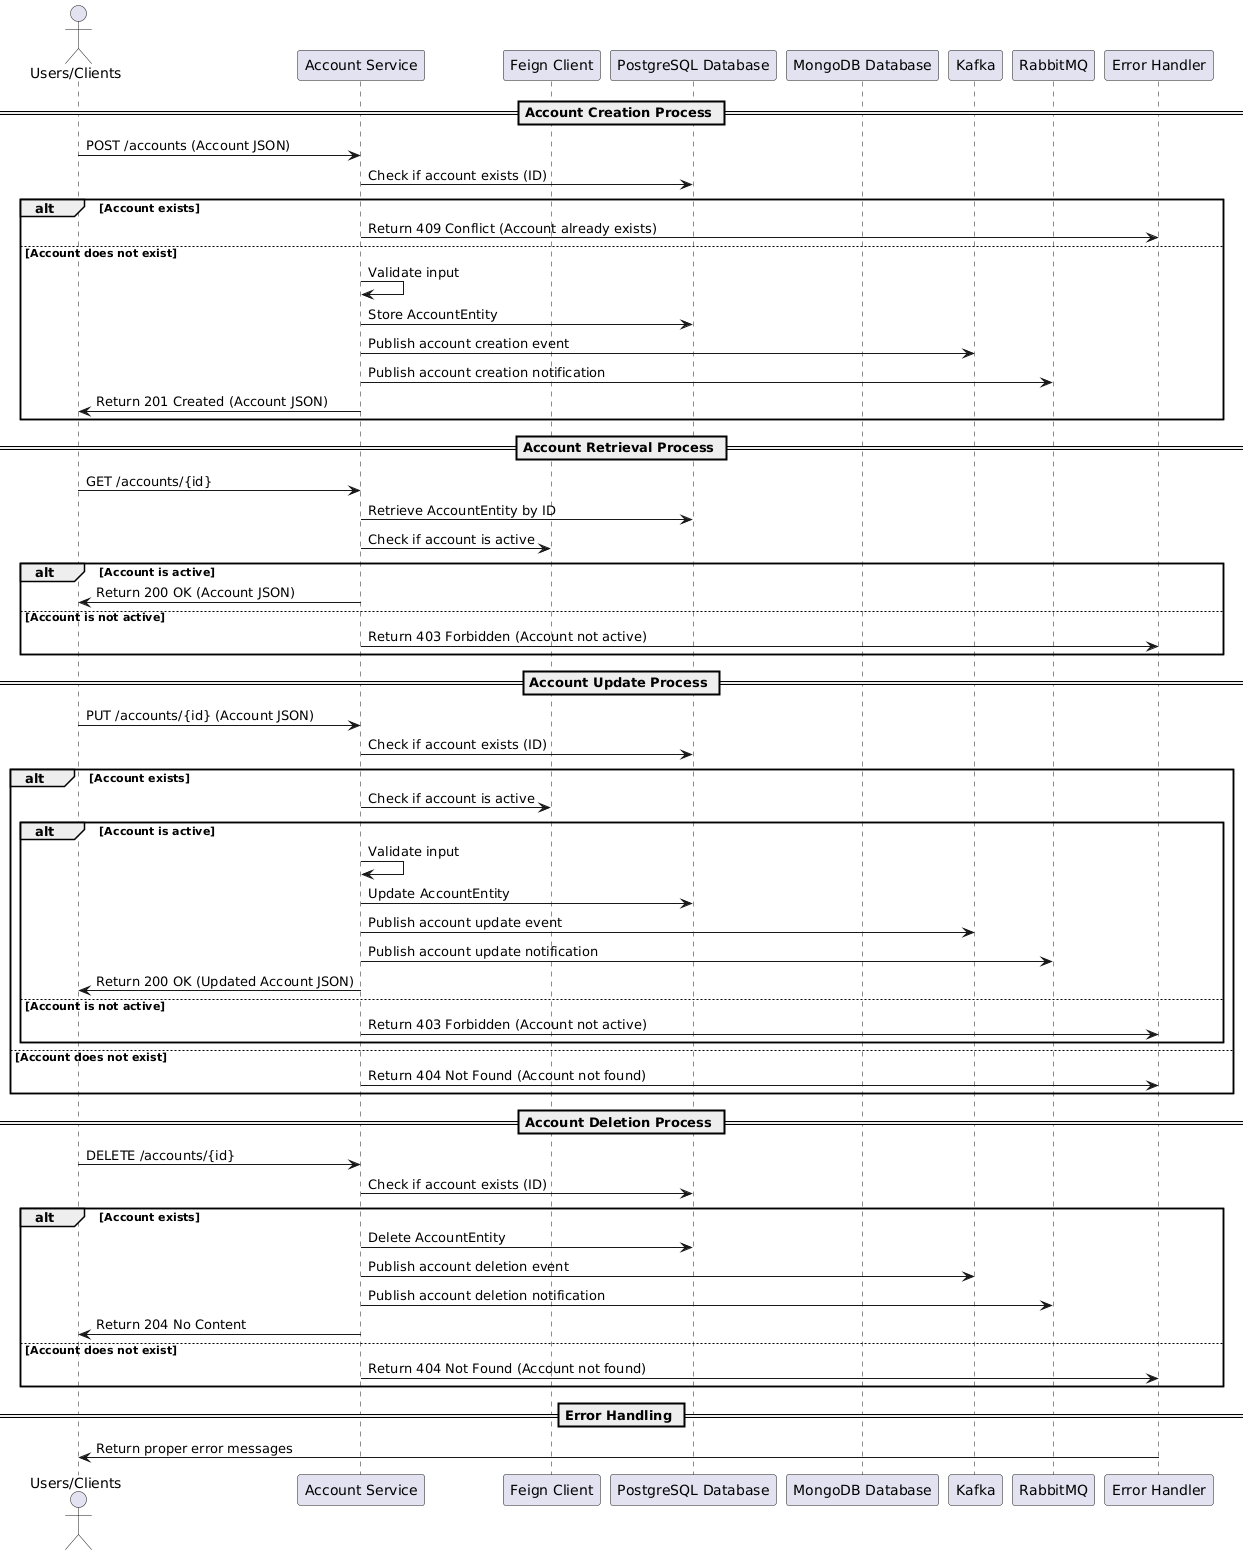 Users/Clients
Account Service
Feign Client
PostgreSQL Database
MongoDB Database
Kafka
RabbitMQ
Error Handler
Account Creation Process
POST /accounts (Account JSON)
Check if account exists (ID)
alt [Account exists]
Return 409 Conflict (Account already exists)
[Account does not exist]
Validate input
Store AccountEntity
Publish account creation event
Publish account creation notification
Return 201 Created (Account JSON)
Account Retrieval Process
GET /accounts/{id}
Retrieve AccountEntity by ID
Check if account is active
alt [Account is active]
Return 200 OK (Account JSON)
[Account is not active]
Return 403 Forbidden (Account not active)
Account Update Process
PUT /accounts/{id} (Account JSON)
Check if account exists (ID)
alt [Account exists]
Check if account is active
alt [Account is active]
Validate input
Update AccountEntity
Publish account update event
Publish account update notification
Return 200 OK (Updated Account JSON)
[Account is not active]
Return 403 Forbidden (Account not active)
[Account does not exist]
Return 404 Not Found (Account not found)
Account Deletion Process
DELETE /accounts/{id}
Check if account exists (ID)
alt [Account exists]
Delete AccountEntity
Publish account deletion event
Publish account deletion notification
Return 204 No Content
[Account does not exist]
Return 404 Not Found (Account not found)
Error Handling
Return proper error messages
Users/Clients
Account Service
Feign Client
PostgreSQL Database
MongoDB Database
Kafka
RabbitMQ
Error Handler